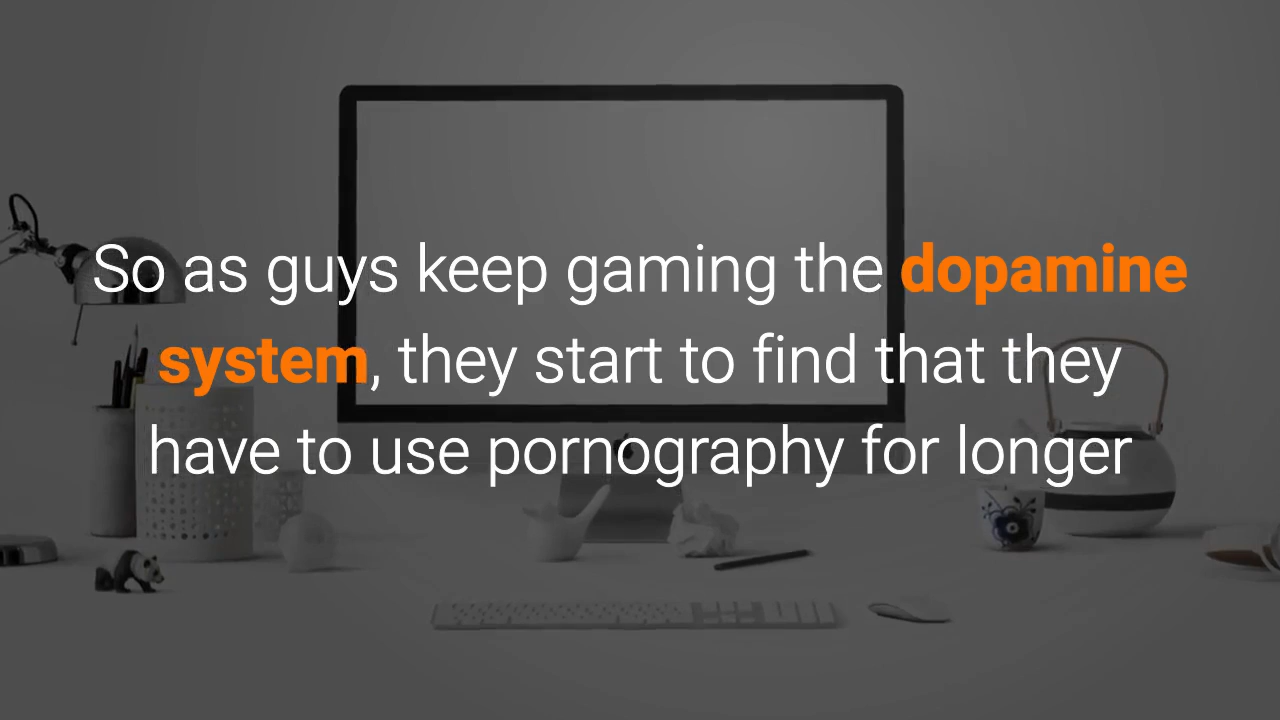 So as guys keep gaming the dopamine
system, they start to find that they
have to use pornography for longer